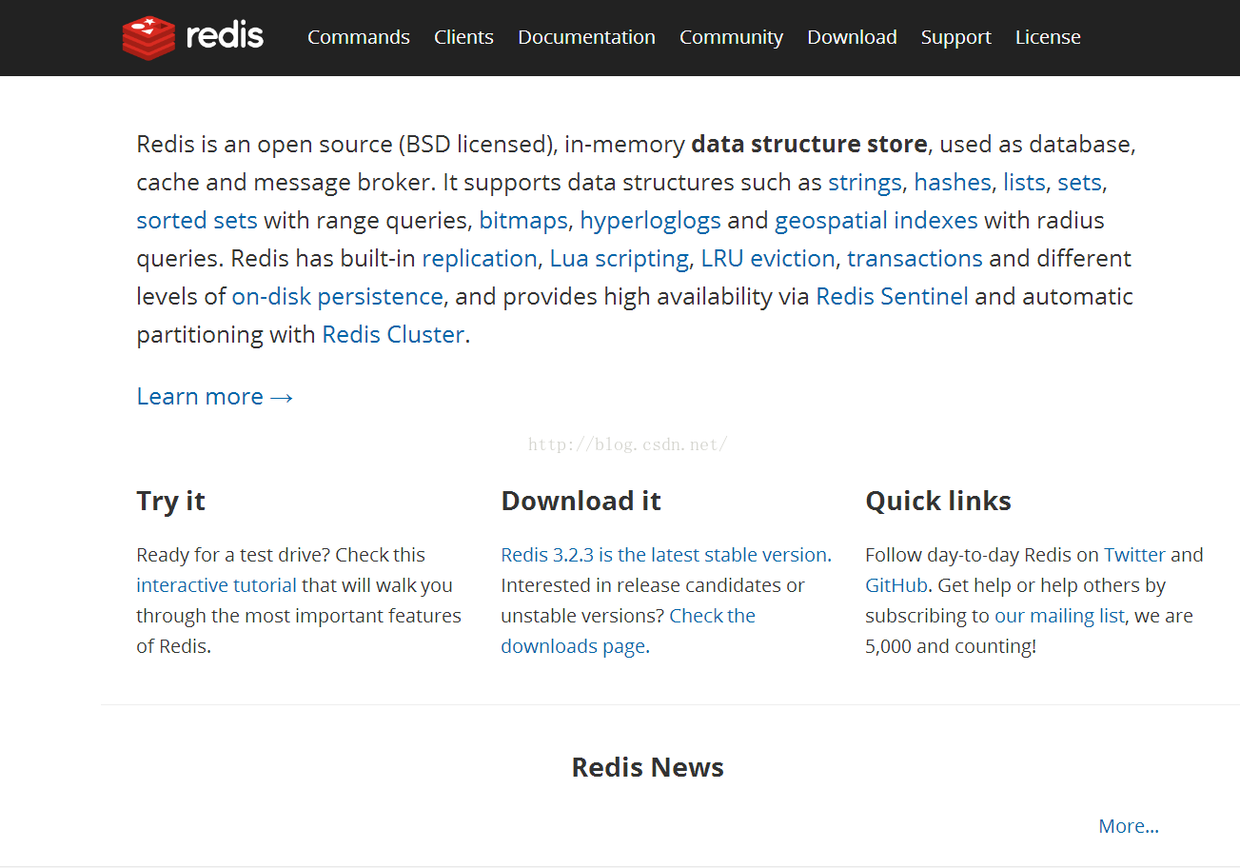 redis Commands Clients Documentation Community Download Support License
Redis is an open source (BSD licensed), in-memory data structure store, used as database,
cache and message broker. It supports data structures such as strings, hashes, lists, sets,
sorted sets with range queries, bitmaps, hyperloglogs and geospatial indexes with radius
queries. Redis has built-in replication, Lua scripting, LRU eviction, transactions and different
levels of on-disk persistence, and provides high availability via Redis Sentinel and automatic
partitioning with Redis Cluster.
Learn more →
http://blog.csdn.net/
Try it
Ready for a test drive? Check this
interactive tutorial that will walk you
through the most important features
of Redis.
Download it
Redis 3.2.3 is the latest stable version.
Interested in release candidates or
unstable versions? Check the
downloads page.
Quick links
Follow day-to-day Redis on Twitter and
GitHub. Get help or help others by
subscribing to our mailing list, we are
5,000 and counting!
Redis News
More...